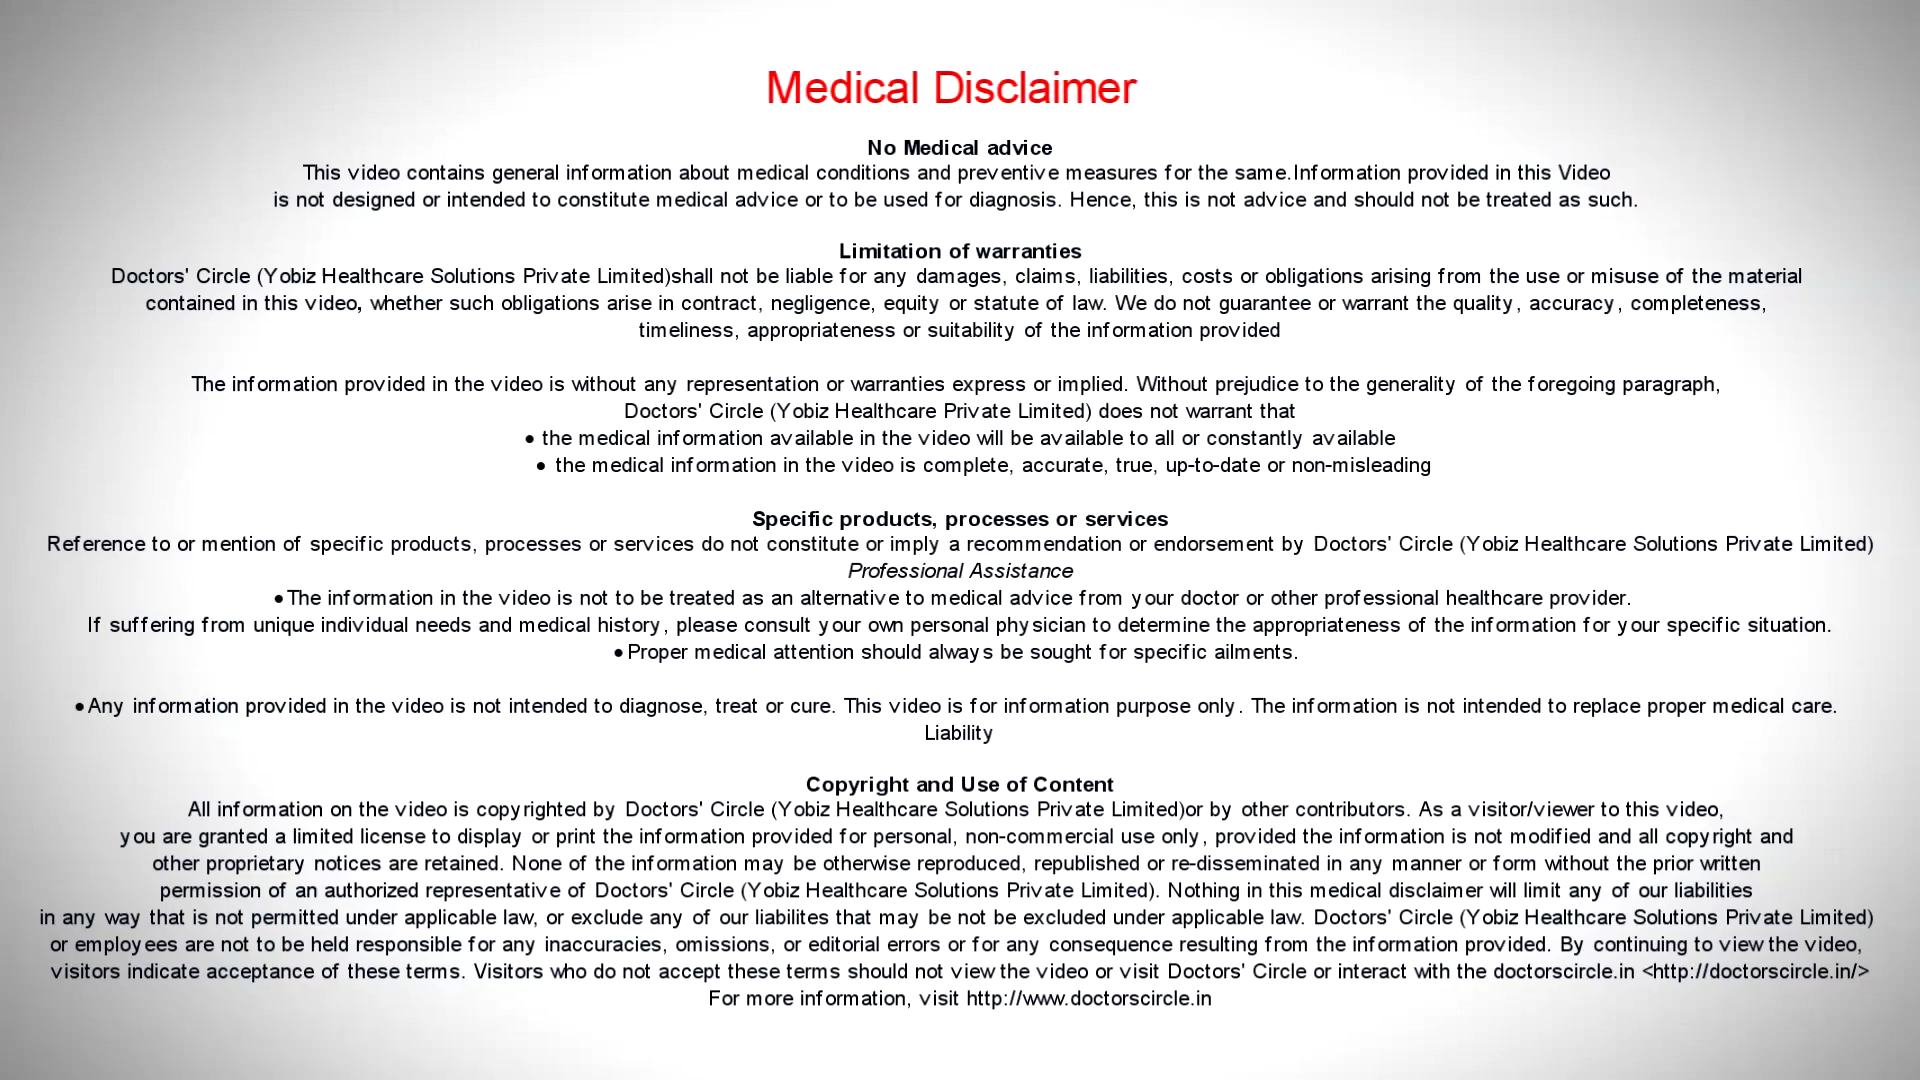 Medical Disclaimer
No Medical advice
This video contains general information about medical conditions and preventive measures for the same.Information provided in this Video
is not designed or intended to constitute medical advice or to be used for diagnosis. Hence, this is not advice and should not be treated as such.
Limitation of warranties
Doctors' Circle (Yobiz Healthcare Solutions Private Limited)shall not be liable for any damages, claims, liabilities, costs or obligations arising from the use or misuse of the material
contained in this video, whether such obligations arise in contract, negligence, equity or statute of law. We do not guarantee or warrant the quality, accuracy, completeness,
timeliness, appropriateness or suitability of the information provided
The information provided in the video is without any representation or warranties express or implied. Without prejudice to the generality of the foregoing paragraph,
Doctors' Circle (Yobiz Healthcare Private Limited) does not warrant that
• the medical information available in the video will be available to all or constantly available
• the medical information in the video is complete, accurate, true, up-to-date or non-misleading
Specific products, processes or services
Reference to or mention of specific products, processes or services do not constitute or imply a recommendation or endorsement by Doctors' Circle (Yobiz Healthcare Solutions Private Limited)
Professional Assistance
•The information in the video is not to be treated as an alternative to medical advice from your doctor or other professional healthcare provider.
If suffering from unique individual needs and medical history, please consult your own personal physician to determine the appropriateness of the information for your specific situation.
•Proper medical attention should always be sought for specific ailments.
•Any information provided in the video is not intended to diagnose, treat or cure. This video is for information purpose only. The information is not intended to replace proper medical care.
Liability
Copyright and Use of Content
All information on the video is copyrighted by Doctors' Circle (Yobiz Healthcare Solutions Private Limited)or by other contributors. As a visitor/viewer to this video,
you are granted a limited license to display or print the information provided for personal, non-commercial use only, provided the information is not modified and all copyright and
other proprietary notices are retained. None of the information may be otherwise reproduced, republished or re-disseminated in any manner or form without the prior written
permission of an authorized representative of Doctors' Circle (Yobiz Healthcare Solutions Private Limited). Nothing in this medical disclaimer will limit any of our liabilities
in any way that is not permitted under applicable law, or exclude any of our liabilites that may be not be excluded under applicable law. Doctors' Circle (Yobiz Healthcare Solutions Private Limited)
or employees are not to be held responsible for any inaccuracies, omissions, or editorial errors or for any consequence resulting from the information provided. By continuing to view the video,
visitors indicate acceptance of these terms. Visitors who do not accept these terms should not view the video or visit Doctors' Circle or interact with the doctorscircle.in <http://doctorscircle.in/>
For more information, visit http://www.doctorscircle.in